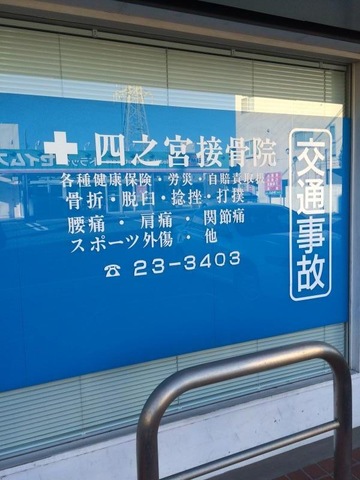 四之宮接骨院
各種健康保険・労災・自賠責取扱
骨折・脱臼・捻挫・打撲
腰痛・肩痛・関節痛
スポーツ外傷・他
☎ 23-3403
交通事故